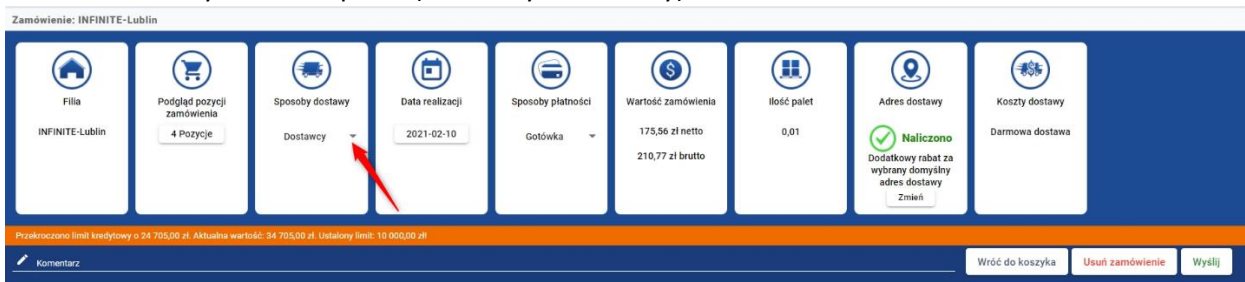 Zamówienie: INFINITE-Lublin
Filia
INFINITE-Lublin
Podgląd pozycji
zamówienia
4 Pozycje
Sposoby dostawy
Dostawcy
Data realizacji
2021-02-10
Sposoby płatności
Gotówka
Wartość zamówienia
175,56 zł netto
210,77 zł brutto
Ilość palet
0,01
Adres dostawy
Naliczono
Dodatkowy rabat za
wybrany domyślny
adres dostawy
Zmień
Koszty dostawy
Darmowa dostawa
Przekroczono limit kredytowy o 24 705,00 zł. Aktualna wartość: 34 705,00 zł. Ustalony limit: 10 000,00 zł!
Komentarz
Wróć do koszyka
Usuń zamówienie
Wyślij